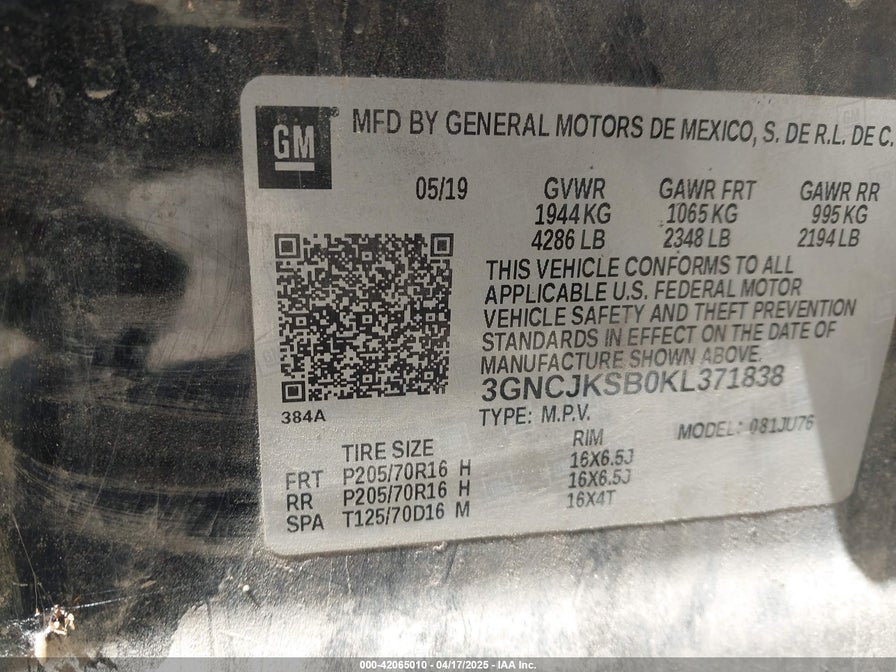 GM
MFD BY GENERAL MOTORS DE MEXICO, S. DE R.L. DE C.
05/19 GVWR GAWR FRT GAWR RR
1944 KG 1065 KG 995 KG
4286 LB 2348 LB 2194 LB
THIS VEHICLE CONFORMS TO ALL
APPLICABLE U.S. FEDERAL MOTOR
VEHICLE SAFETY AND THEFT PREVENTION
STANDARDS IN EFFECT ON THE DATE OF
MANUFACTURE SHOWN ABOVE.
3GNCJKSB0KL371838
384A
TYPE: M.P.V. MODEL: 081JU76
TIRE SIZE RIM
FRT P205/70R16 H 16X6.5J
RR P205/70R16 H 16X6.5J
SPA T125/70D16 M 16X4T
000-42065010 - 04/17/2025 - IAA Inc.